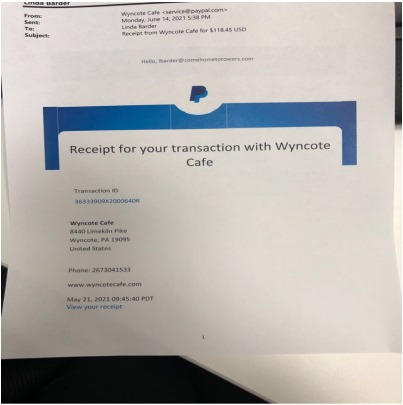 Linda Barder
From: Wyncote Cafe <service@paypal.com>
Sent: Monday, June 14, 2021 5:38 PM
To: Linda Barder
Subject: Receipt from Wyncote Cafe for $118.45 USD
Hello, lbarder@comehometotowers.com
Receipt for your transaction with Wyncote
Cafe
Transaction ID
36333909X2000640R
Wyncote Cafe
8440 Limekiln Pike
Wyncote, PA 19095
United States
Phone: 2673041533
www.wyncotecafe.com
May 21, 2021 09:45:40 PDT
View your receipt
1